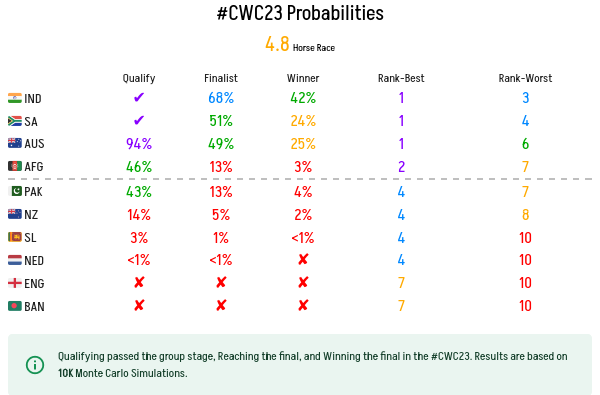 #CWC23 Probabilities
4.8 Horse Race
Qualify Finalist Winner Rank-Best Rank-Worst
IND ✔ 68% 42% 1 3
SA ✔ 51% 24% 1 4
AUS 94% 49% 25% 1 6
AFG 46% 13% 3% 2 7
PAK 43% 13% 4% 4 7
NZ 14% 5% 2% 4 8
SL 3% 1% <1% 4 10
NED <1% <1% ✘ 4 10
ENG ✘ ✘ ✘ 7 10
BAN ✘ ✘ ✘ 7 10
Qualifying passed the group stage, Reaching the final, and Winning the final in the #CWC23. Results are based on
10K Monte Carlo Simulations.